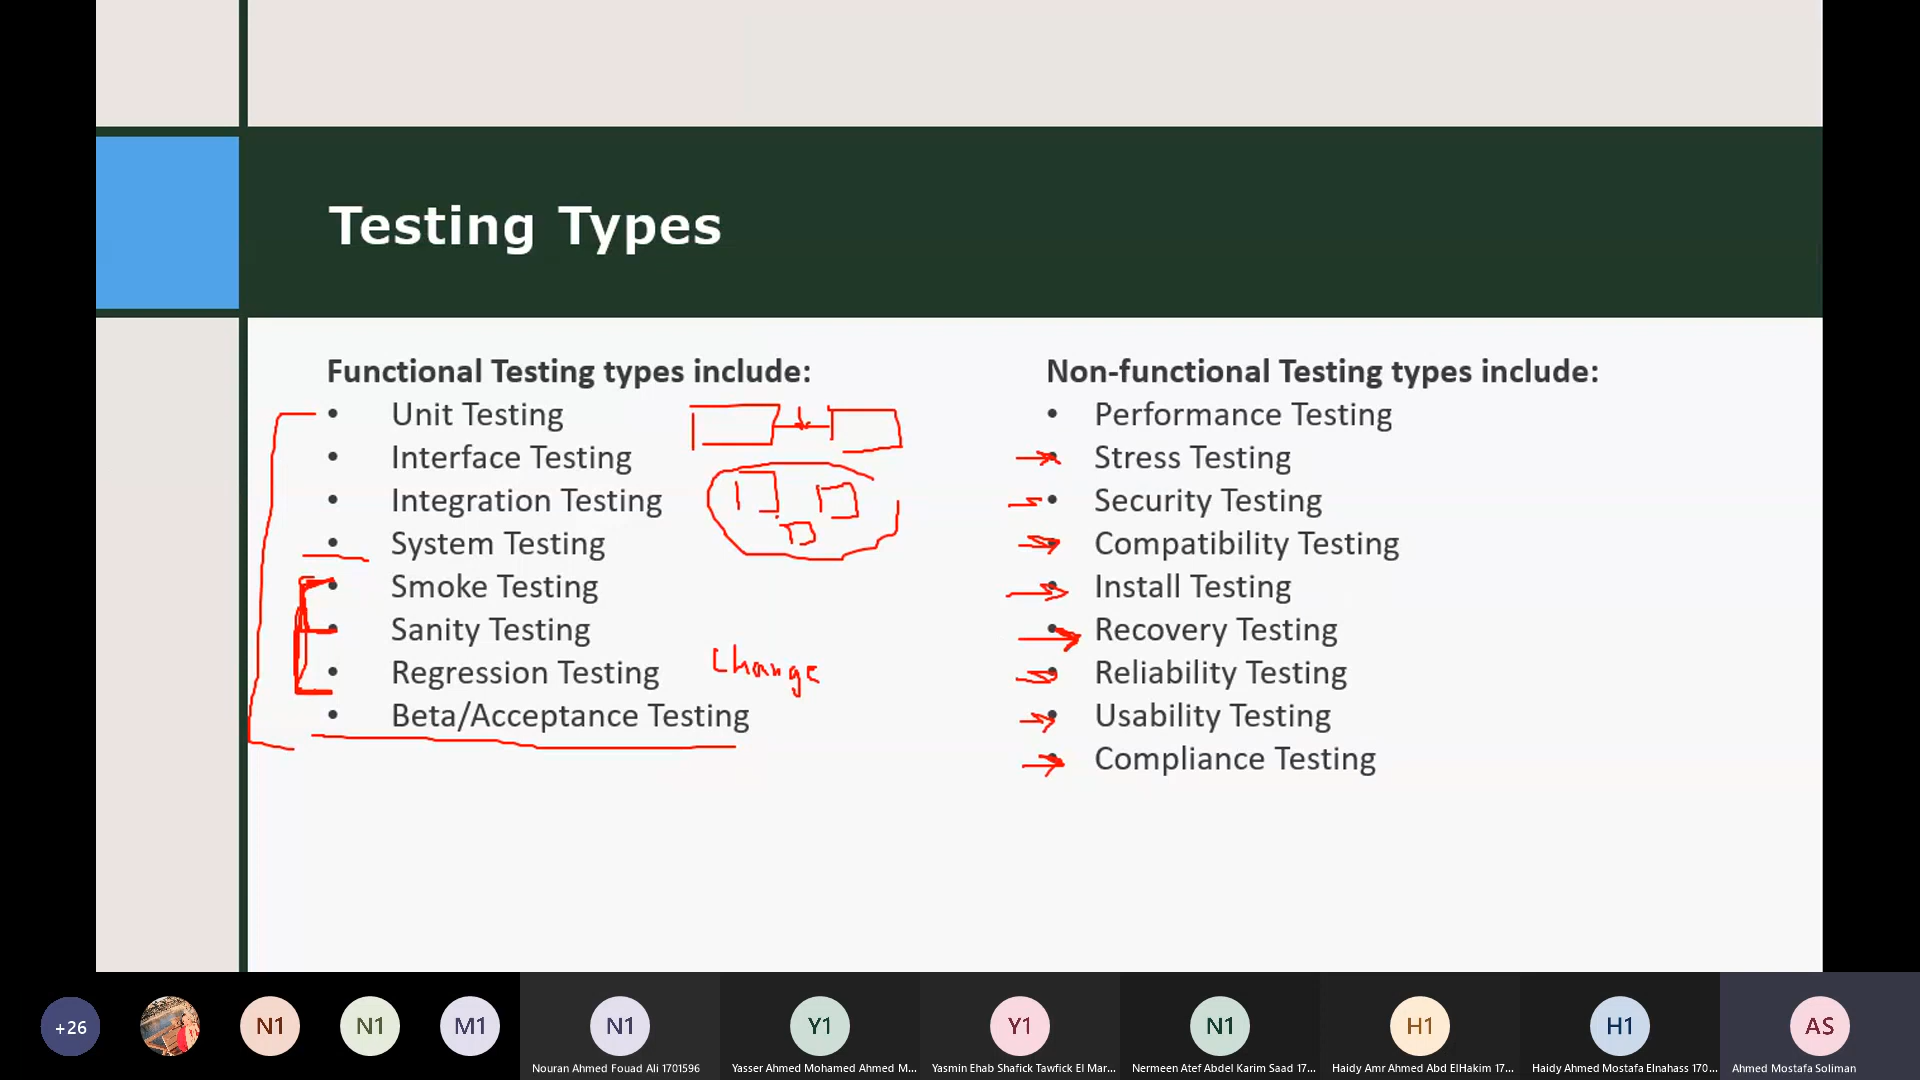 Testing Types
Functional Testing types include:
• Unit Testing
• Interface Testing
• Integration Testing
• System Testing
• Smoke Testing
• Sanity Testing
• Regression Testing
change
• Beta/Acceptance Testing
Non-functional Testing types include:
• Performance Testing
• Stress Testing
• Security Testing
• Compatibility Testing
• Install Testing
• Recovery Testing
• Reliability Testing
• Usability Testing
• Compliance Testing
+26
N1
N1
M1
N1
Y1
Y1
N1
H1
H1
AS
Nouran Ahmed Fouad Ali 1701596
Yasser Ahmed Mohamed Ahmed M...
Yasmin Ehab Shafick Tawfick El Mar...
Nermeen Atef Abdel Karim Saad 17...
Haidy Amr Ahmed Abd ElHakim 17...
Haidy Ahmed Mostafa Elnahass 170...
Ahmed Mostafa Soliman